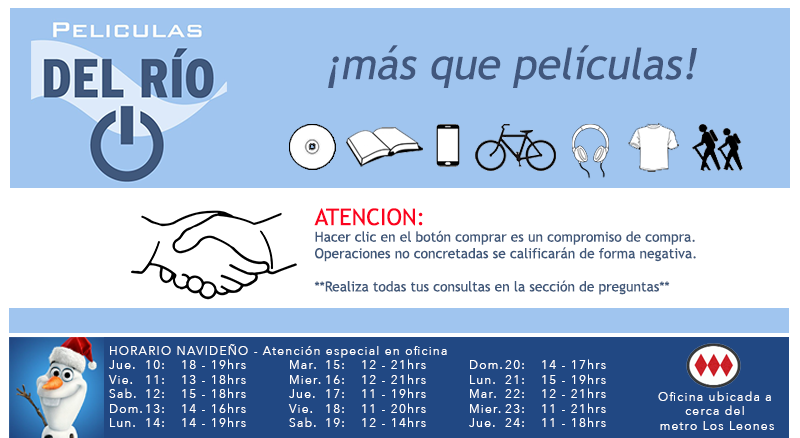 PELICULAS
DEL RÍO
¡más que películas!
ATENCION:
Hacer clic en el botón comprar es un compromiso de compra.
Operaciones no concretadas se calificarán de forma negativa.
**Realiza todas tus consultas en la sección de preguntas**
HORARIO NAVIDEÑO - Atención especial en oficina
Jue. 10: 18 - 19hrs
Vie. 11: 13 - 18hrs
Sab. 12: 15 - 18hrs
Dom.13: 14 - 16hrs
Lun. 14: 14 - 19hrs
Mar. 15: 12 - 21hrs
Mier.16: 12 - 21hrs
Jue. 17: 11 - 19hrs
Vie. 18: 11 - 20hrs
Sab. 19: 12 - 14hrs
Dom.20: 14 - 17hrs
Lun. 21: 15 - 19hrs
Mar. 22: 12 - 21hrs
Mier.23: 11 - 21hrs
Jue. 24: 11 - 18hrs
Oficina ubicada a
cerca del
metro Los Leones